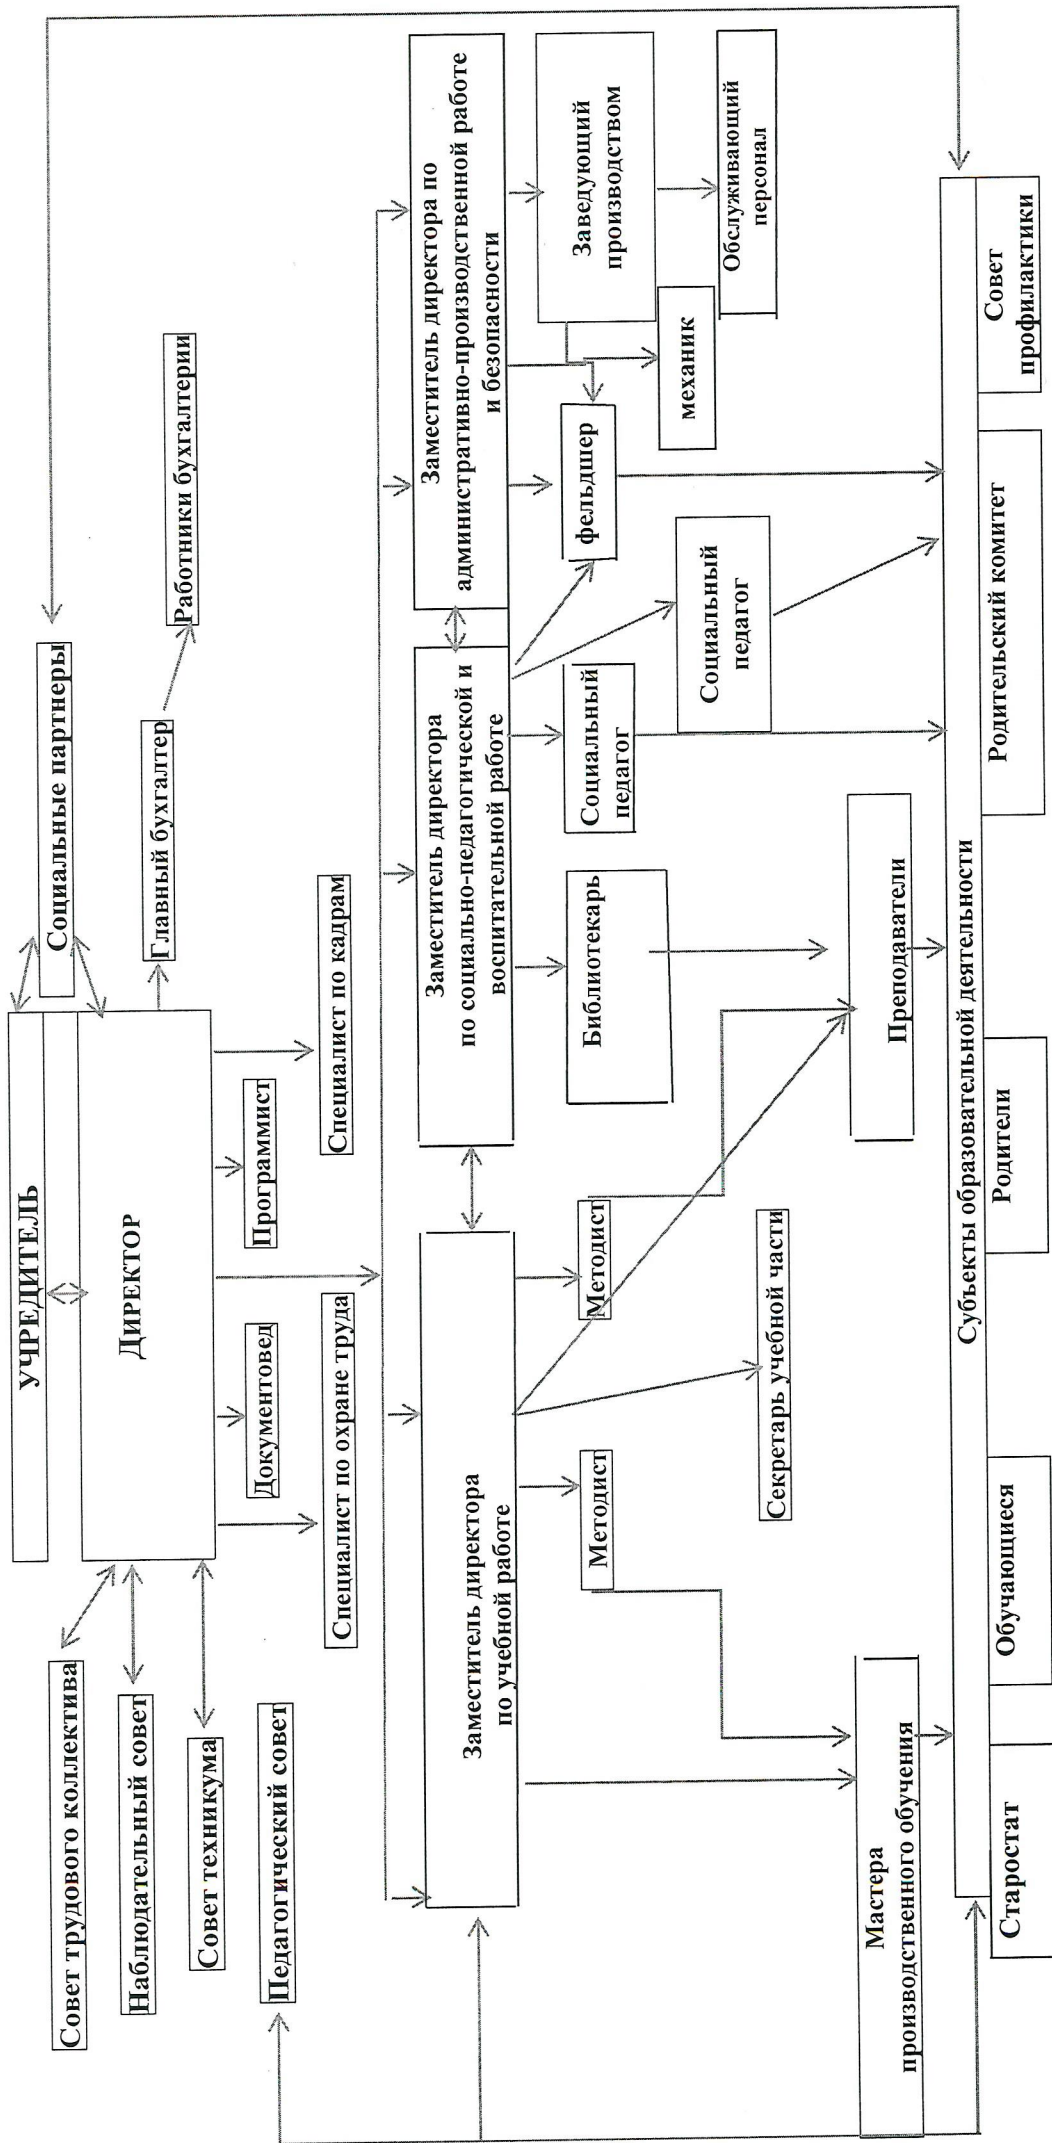 УЧРЕДИТЕЛЬ
ДИРЕКТОР
Социальные партнеры
Совет трудового коллектива
Наблюдательный совет
Совет техникума
Педагогический совет
Главный бухгалтер
Работники бухгалтерии
Документовед
Программист
Специалист по охране труда
Специалист по кадрам
Заместитель директора
по учебной работе
Заместитель директора
по социально-педагогической и
воспитательной работе
Заместитель директора по
административно-производственной работе
и безопасности
Методист
Методист
Библиотекарь
Социальный
педагог
фельдшер
Заведующий
производством
Секретарь учебной части
Социальный
педагог
механик
Обслуживающий
персонал
Мастера
производственного обучения
Преподаватели
Субъекты образовательной деятельности
Старостат
Обучающиеся
Родители
Родительский комитет
Совет
профилактики